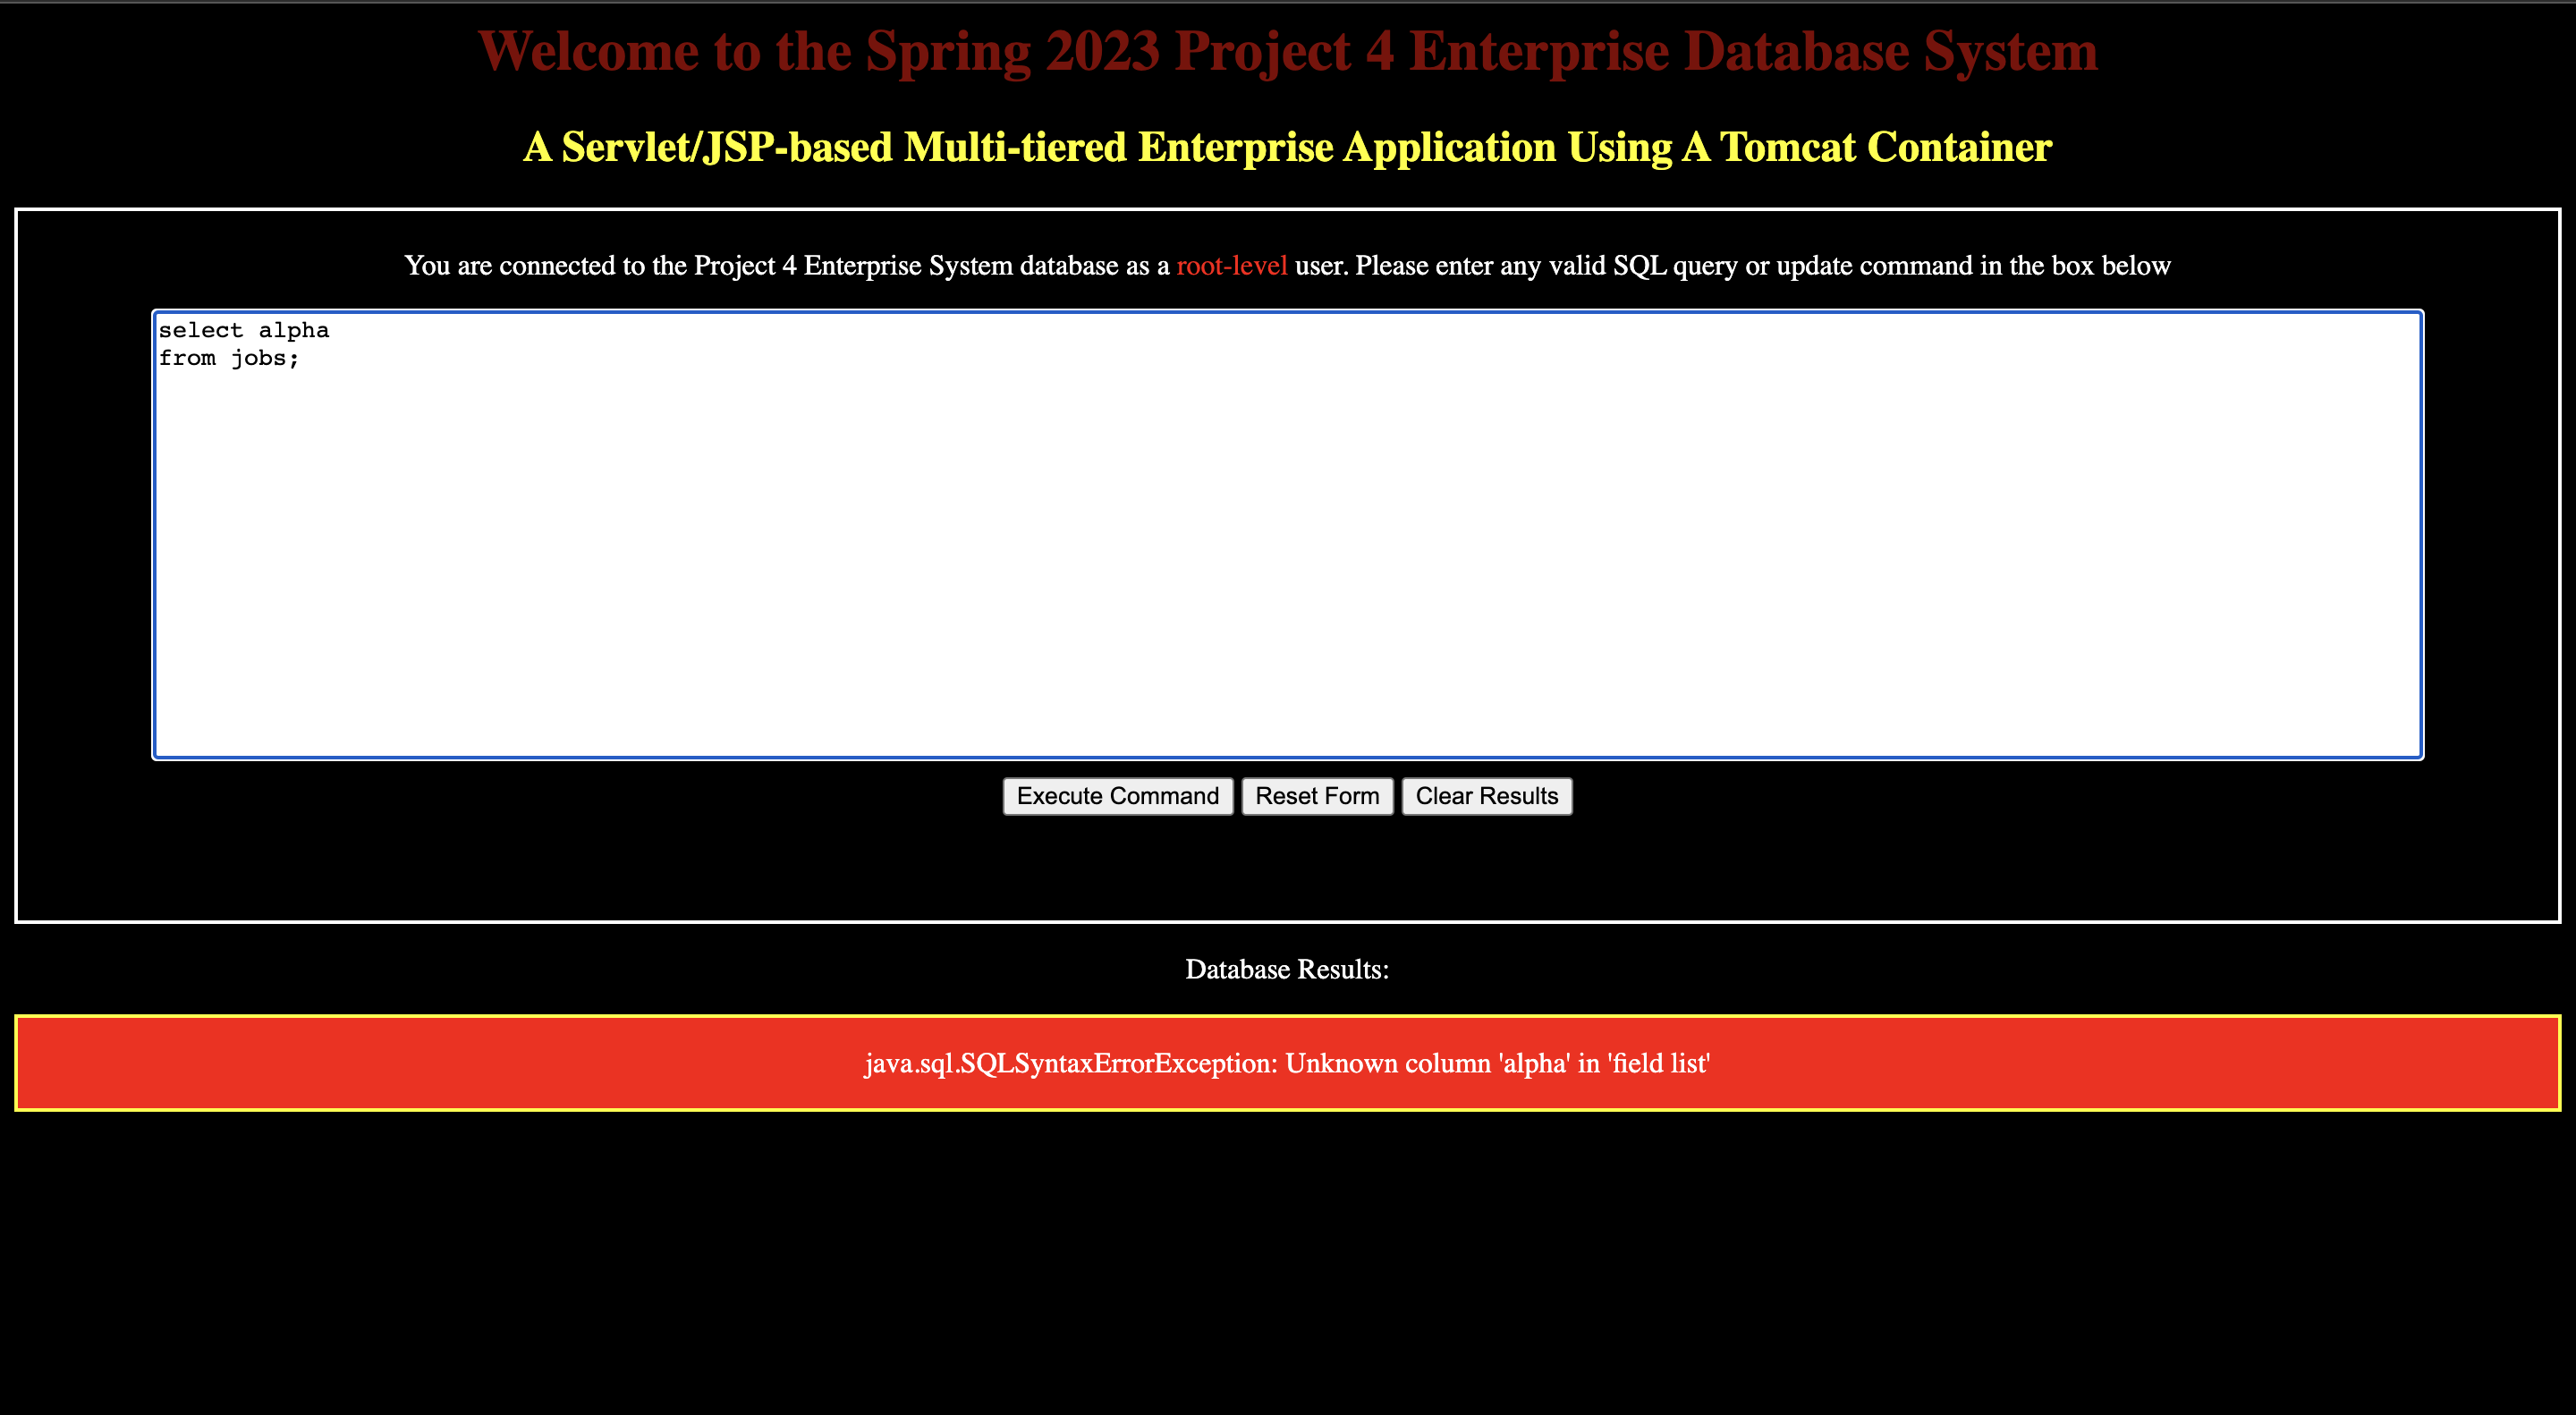 Welcome to the Spring 2023 Project 4 Enterprise Database System
A Servlet/JSP-based Multi-tiered Enterprise Application Using A Tomcat Container
You are connected to the Project 4 Enterprise System database as a root-level user. Please enter any valid SQL query or update command in the box below
select alpha
from jobs;
Execute Command Reset Form Clear Results
Database Results:
java.sql.SQLSyntaxErrorException: Unknown column 'alpha' in 'field list'